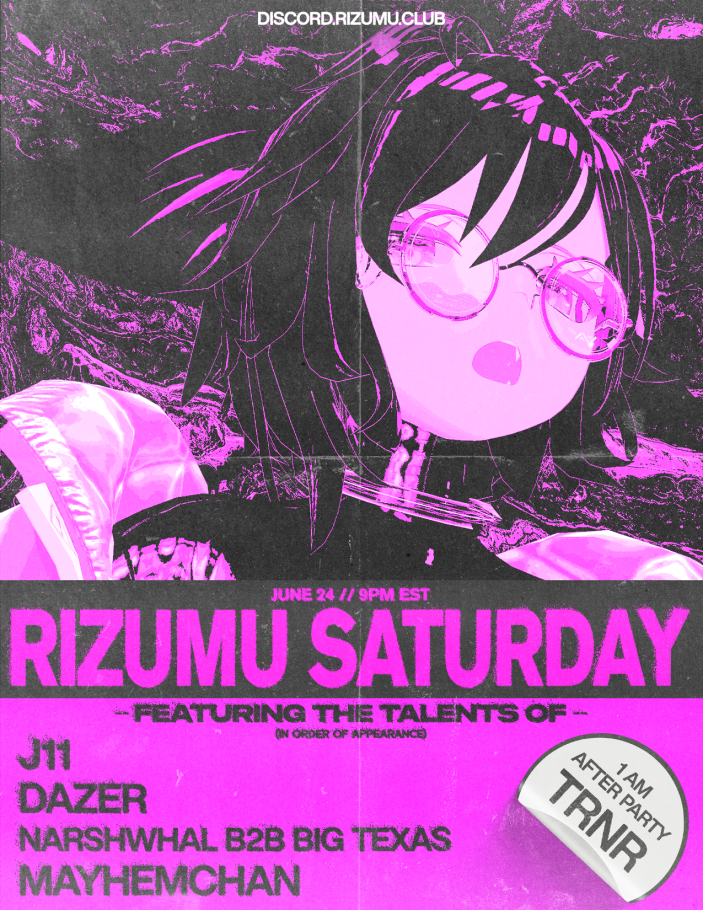 DISCORD.RIZUMU.CLUB
JUNE 24 // 9PM EST
RIZUMU SATURDAY
-- FEATURING THE TALENTS OF --
(IN ORDER OF APPEARANCE)
J11
DAZER
NARSHWHAL B2B BIG TEXAS
MAYHEMCHAN
1 AM
AFTER PARTY
TRNR